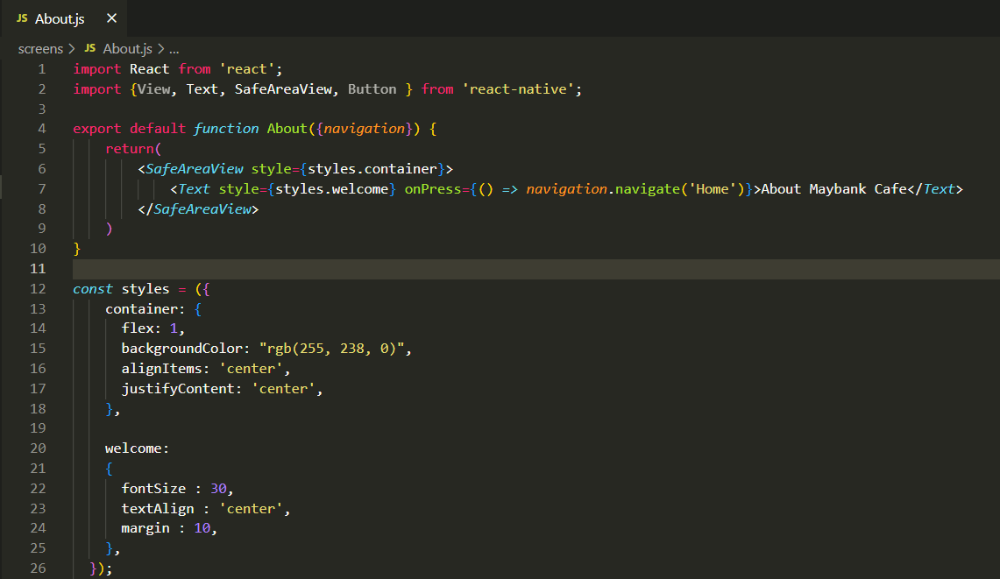 JS About.js ×
screens > JS About.js > ...
1 import React from 'react';
2 import {View, Text, SafeAreaView, Button } from 'react-native';
3
4 export default function About({navigation}) {
5     return(
6         <SafeAreaView style={styles.container}>
7             <Text style={styles.welcome} onPress={() => navigation.navigate('Home')}>About Maybank Cafe</Text>
8         </SafeAreaView>
9     )
10 }
11
12 const styles = ({
13     container: {
14       flex: 1,
15       backgroundColor: "rgb(255, 238, 0)",
16       alignItems: 'center',
17       justifyContent: 'center',
18     },
19
20     welcome:
21     {
22       fontSize : 30,
23       textAlign : 'center',
24       margin : 10,
25     },
26   });